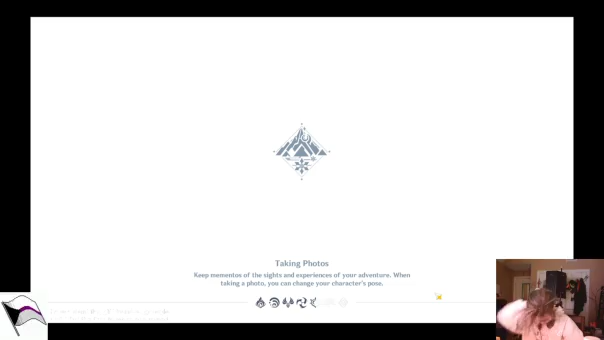 Taking Photos
Keep mementos of the sights and experiences of your adventure. When
taking a photo, you can change your character's pose.